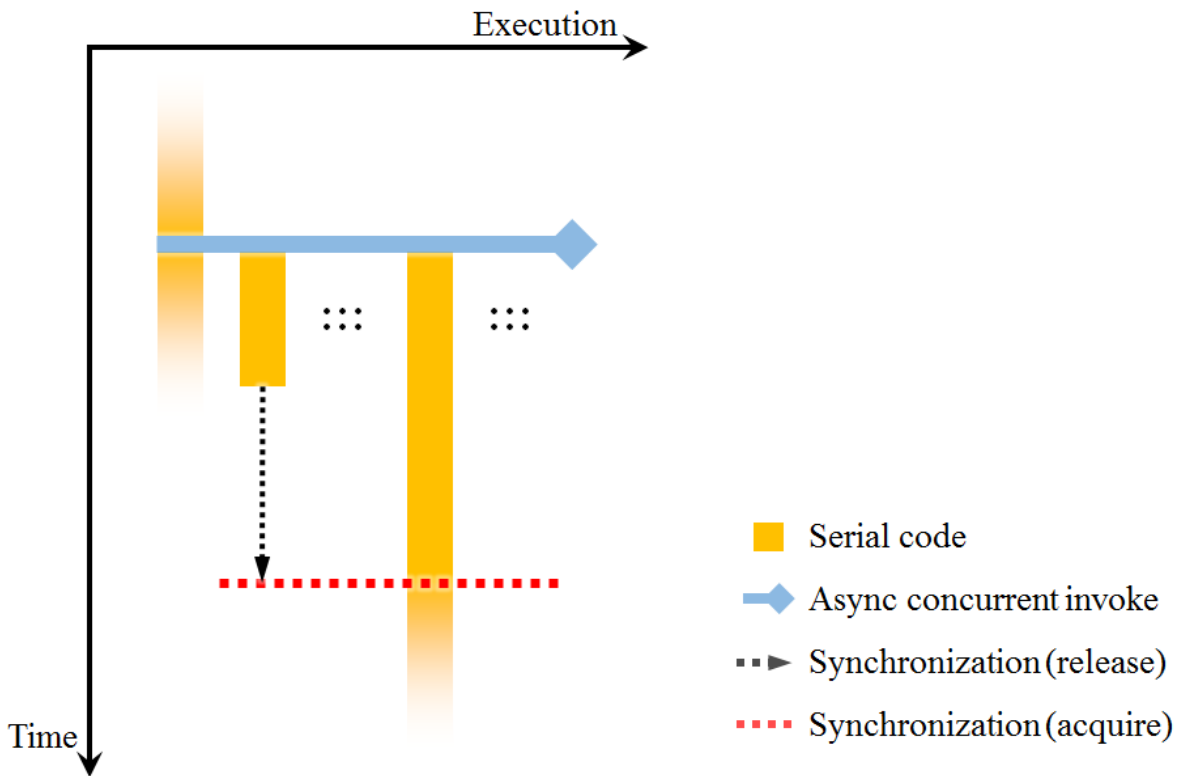 Execution
Serial code
Async concurrent invoke
Synchronization (release)
Synchronization (acquire)
Time